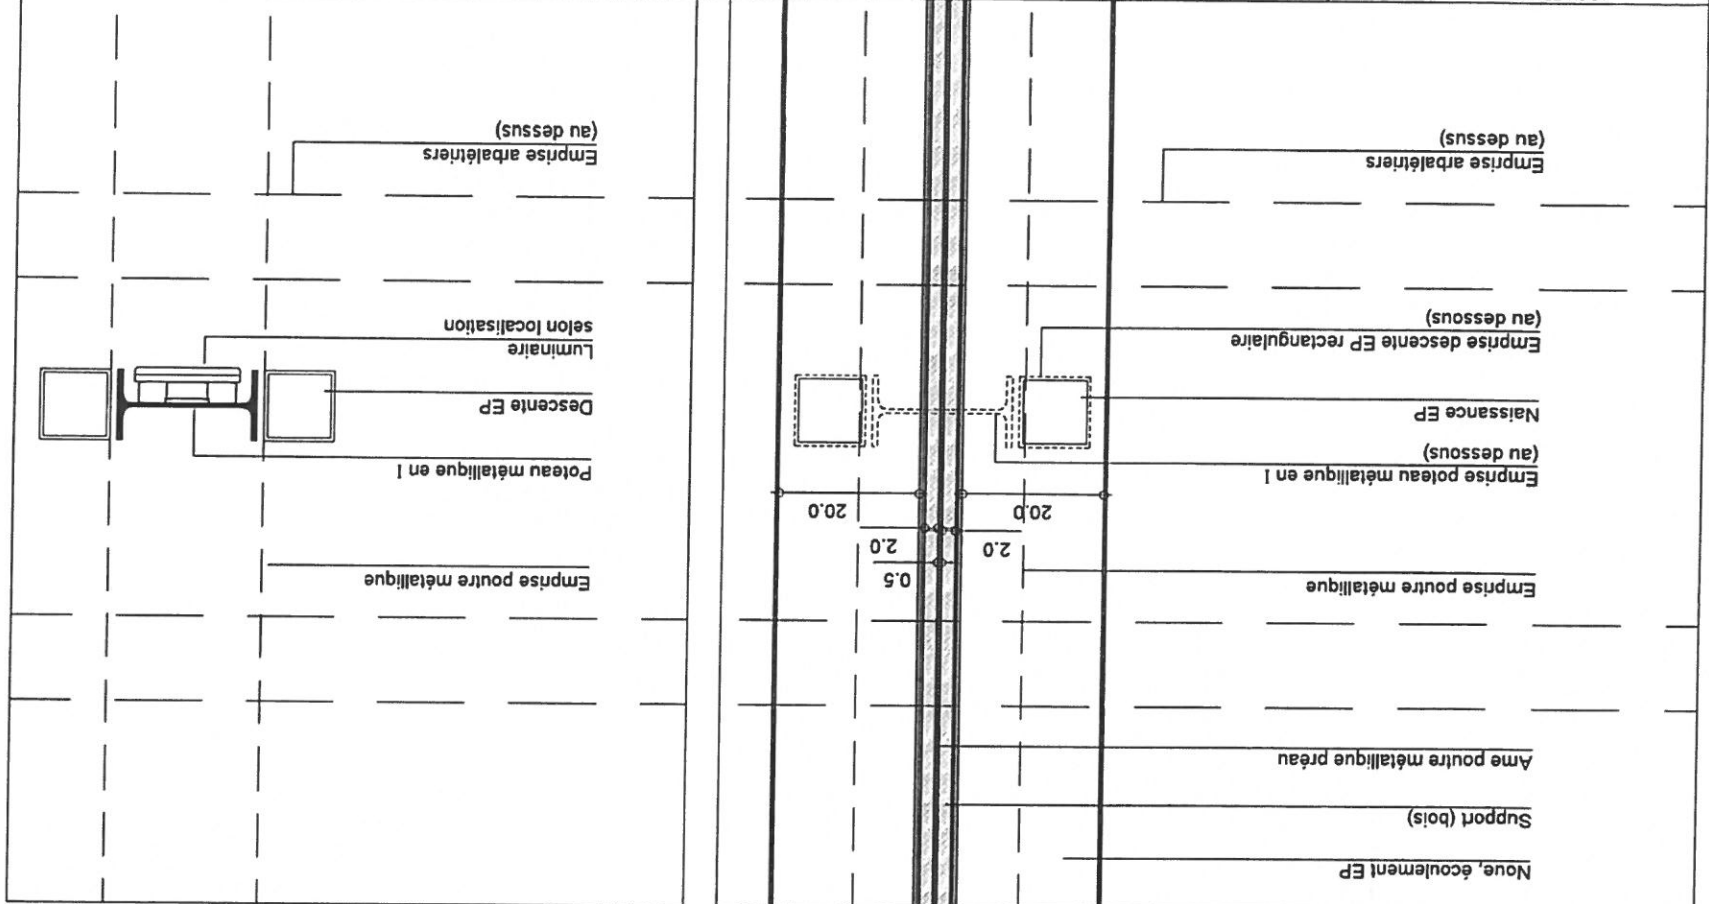 Noue, écoulement EP
Support (bois)
Ame poutre métallique préau
Emprise poutre métallique
0.5
2.0
2.0
20.0
20.0
Emprise poteau métallique en I
(au dessous)
Naissance EP
Emprise descente EP rectangulaire
(au dessous)
Emprise arbalétriers
(au dessus)
Emprise poutre métallique
Poteau métallique en I
Descente EP
Luminaire
selon localisation
Emprise arbalétriers
(au dessus)